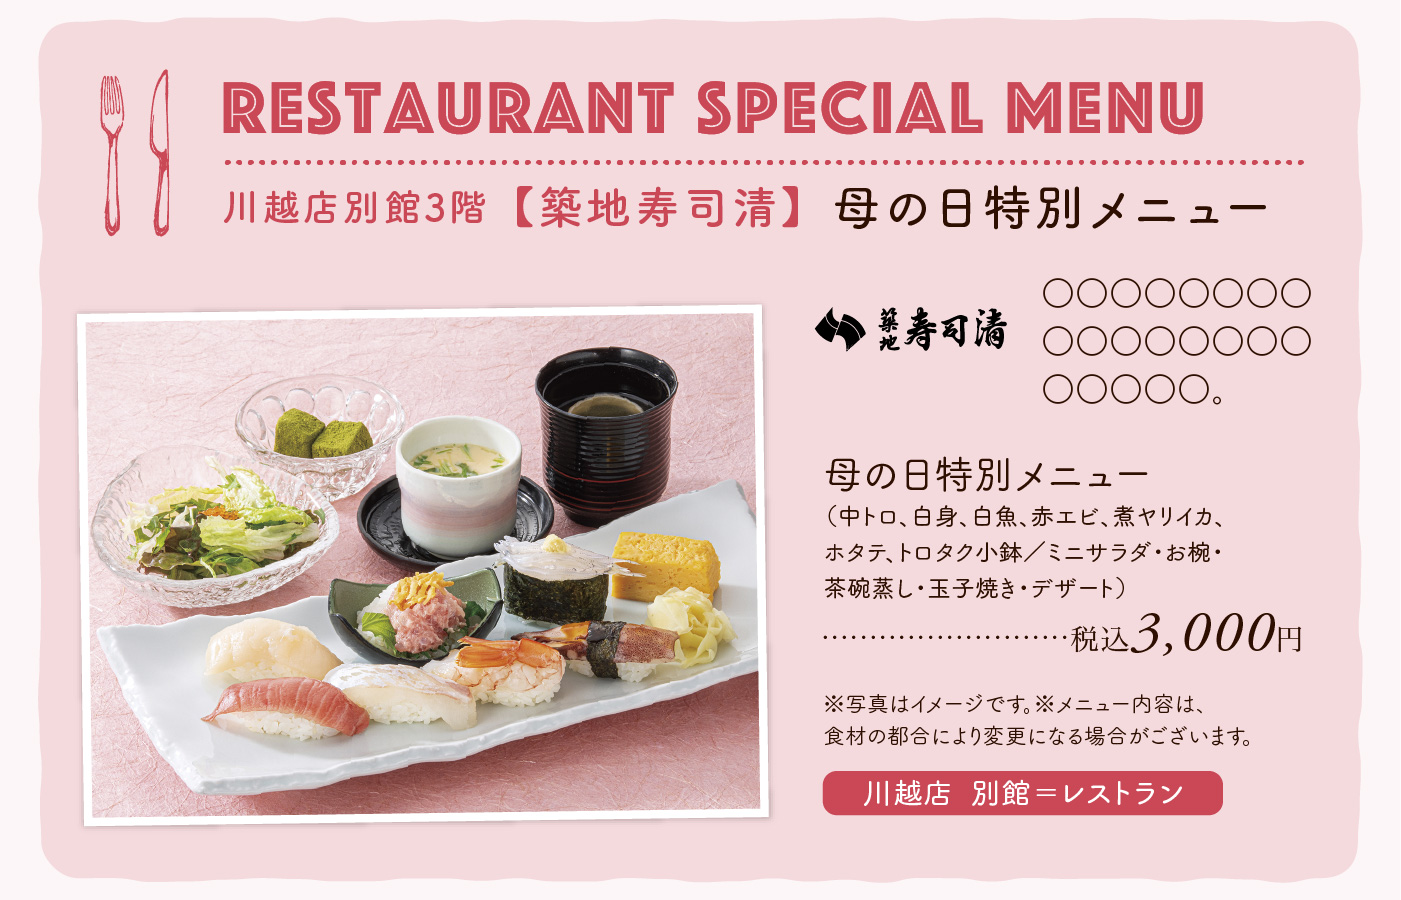 RESTAURANT SPECIAL MENU
川越店別館3階【築地寿司清】母の日特別メニュー
築地寿司清
○○○○○○○○
○○○○○○○○
○○○○○。
母の日特別メニュー
（中トロ、白身、白魚、赤エビ、煮ヤリイカ、
ホタテ、トロタク小鉢／ミニサラダ・お椀・
茶碗蒸し・玉子焼き・デザート）
………………………税込3,000円
※写真はイメージです。※メニュー内容は、
食材の都合により変更になる場合がございます。
川越店 別館＝レストラン